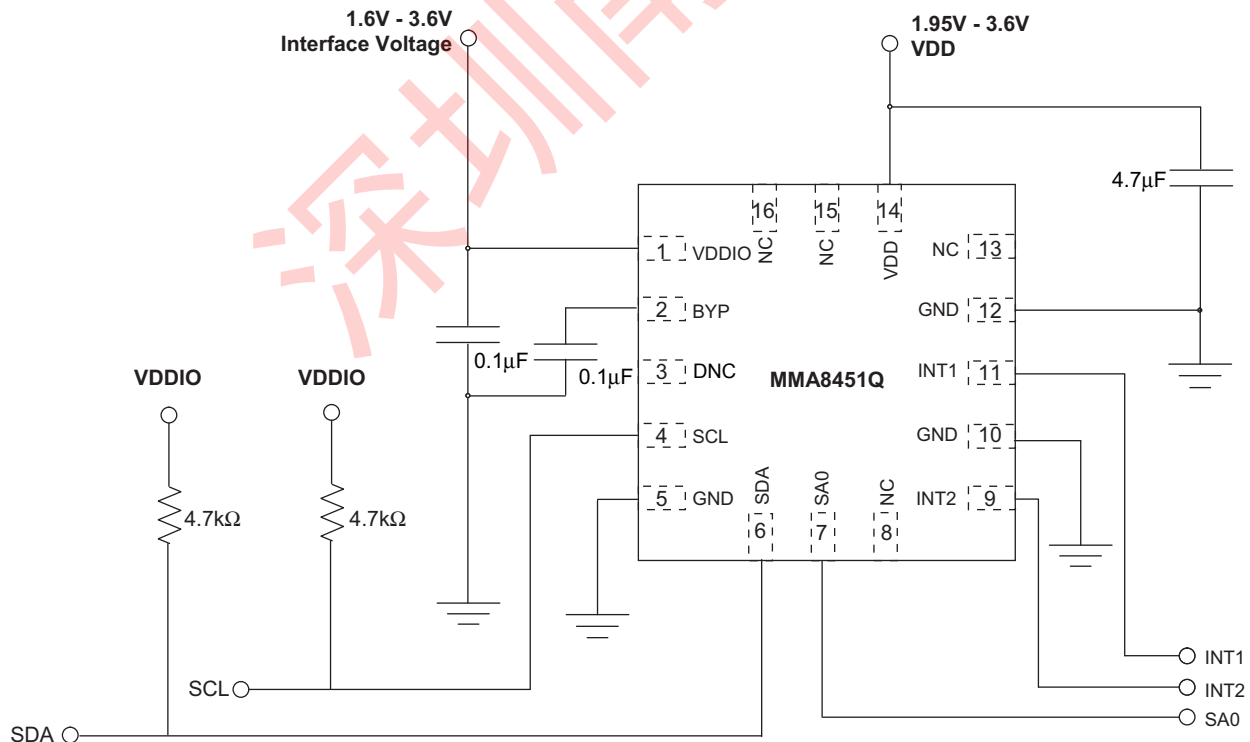 深圳
1.6V - 3.6V
Interface Voltage
1.95V - 3.6V
VDD
4.7μF
16
NC
15
NC
14
VDD
1
VDDIO
NC
13
2
BYP
GND
12
0.1μF
0.1μF
3
DNC
MMA8451Q
INT1
11
VDDIO
VDDIO
4
SCL
GND
10
4.7kΩ
4.7kΩ
5
GND
SDA
6
SA0
7
NC
8
INT2
9
INT1
SCL
INT2
SDA
SA0